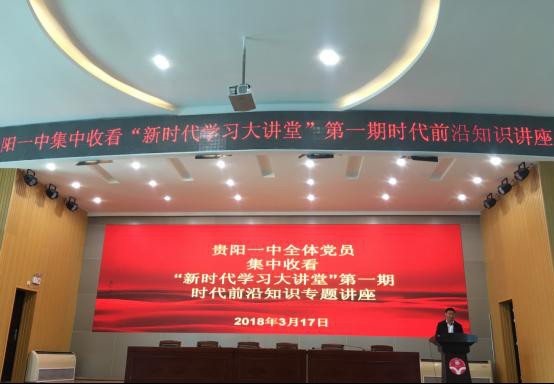 阳一中集中收看“新时代学习大讲堂”第一期时代前沿知识讲座
贵阳一中全体党员
集中收看
“新时代学习大讲堂”第一期
时代前沿知识专题讲座
2018年3月17日